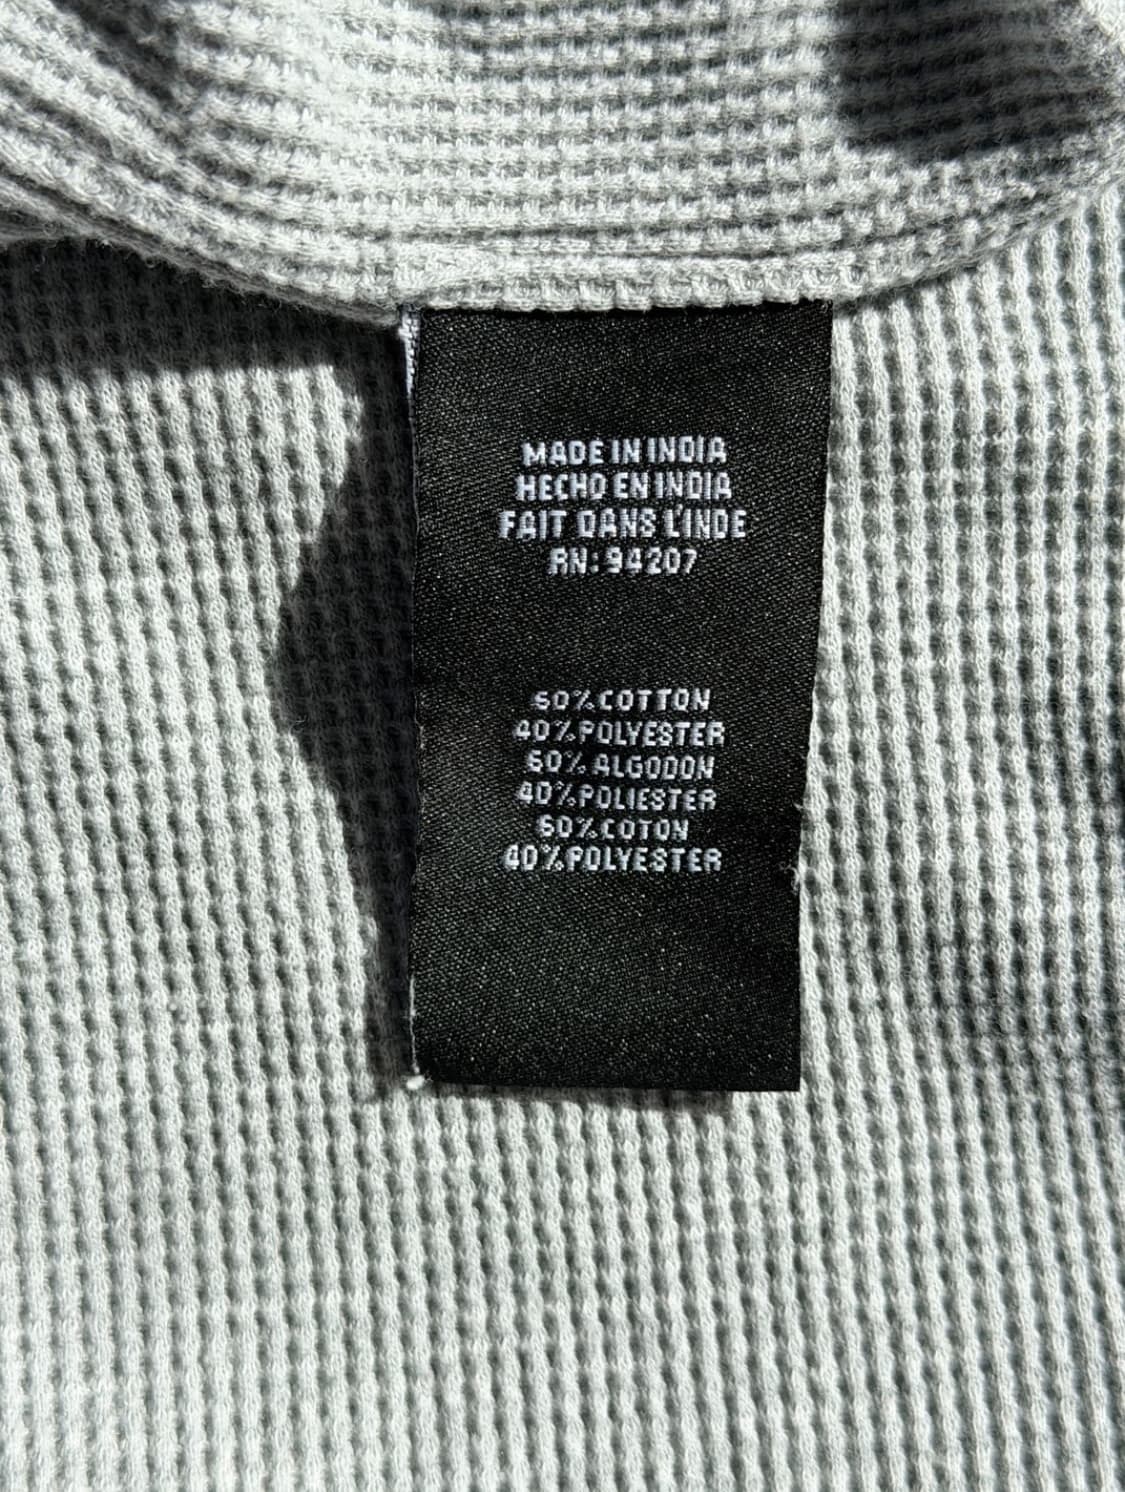 MADE IN INDIA
HECHO EN INDIA
FAIT DANS L'INDE
RN: 94207
60% COTTON
40% POLYESTER
60% ALGODON
40% POLIESTER
60% COTON
40% POLYESTER